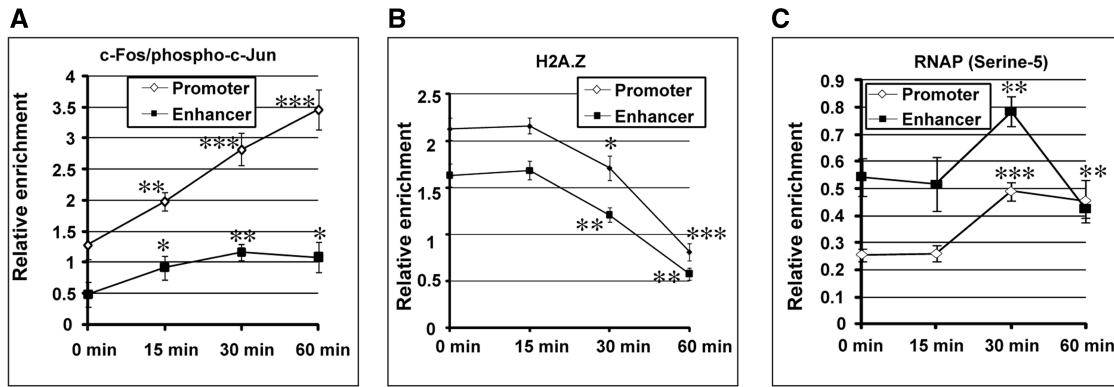 A
c-Fos/phospho-c-Jun
Relative enrichment
4
3.5
3
2.5
2
1.5
1
0.5
0
Promoter
Enhancer
***
***
**
*
**
*
0 min 15 min 30 min 60 min
B
H2A.Z
Relative enrichment
2.5
2
1.5
1
0.5
0
Promoter
Enhancer
*
**
***
**
0 min 15 min 30 min 60 min
C
RNAP (Serine-5)
Relative enrichment
0.9
0.8
0.7
0.6
0.5
0.4
0.3
0.2
0.1
0
Promoter
Enhancer
**
***
**
0 min 15 min 30 min 60 min